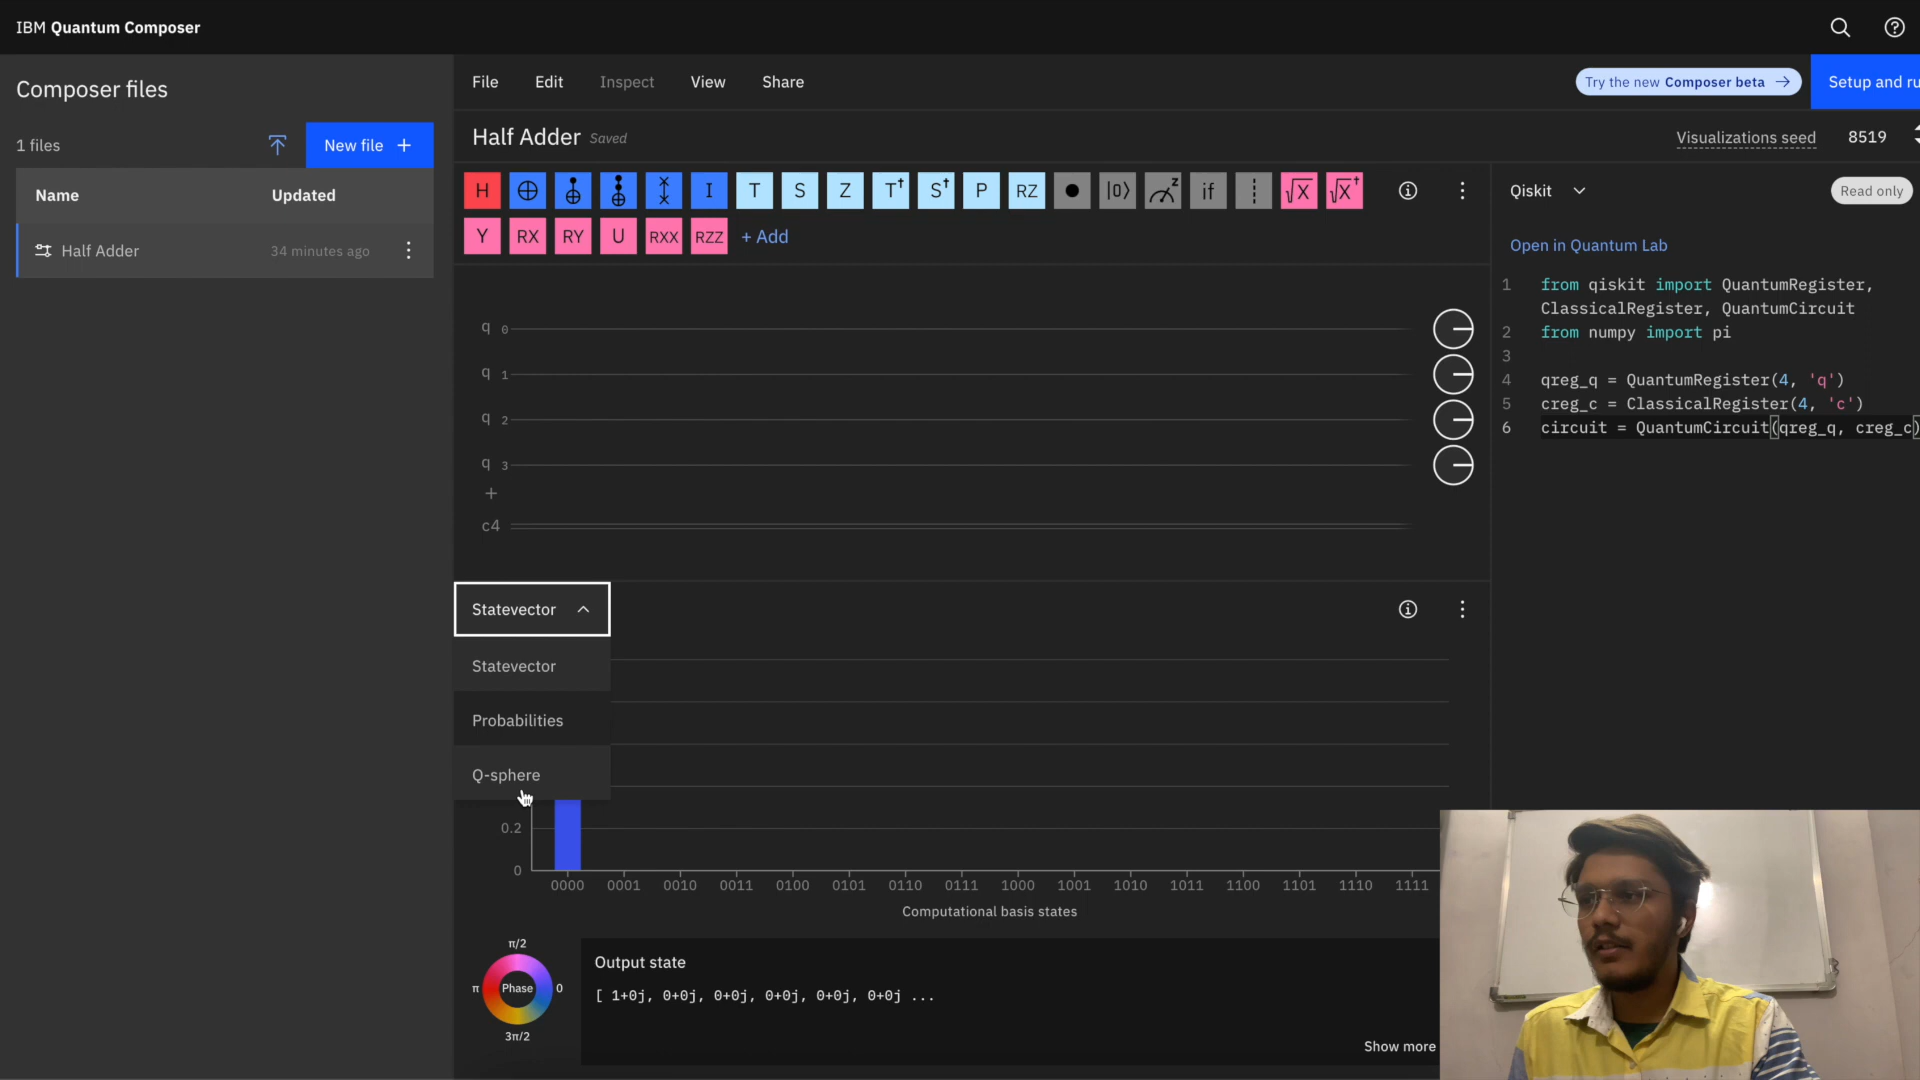 IBM Quantum Composer
Composer files
1 files
New file +
Name Updated
Half Adder 34 minutes ago
File Edit Inspect View Share
Try the new Composer beta →
Setup and ru
Half Adder Saved
Visualizations seed 8519
H T S Z T† S† P RZ |0⟩ z if √X √X†
I
Y RX RY U RXX RZZ + Add
q 0
q 1
q 2
q 3
+
c4
Qiskit
Read only
Open in Quantum Lab
1 from qiskit import QuantumRegister,
ClassicalRegister, QuantumCircuit
2 from numpy import pi
3
4 qreg_q = QuantumRegister(4, 'q')
5 creg_c = ClassicalRegister(4, 'c')
6 circuit = QuantumCircuit(qreg_q, creg_c)
Statevector
Statevector
Probabilities
Q-sphere
0.2
0
0000 0001 0010 0011 0100 0101 0110 0111 1000 1001 1010 1011 1100 1101 1110 1111
Computational basis states
π/2
π Phase 0
3π/2
Output state
[ 1+0j, 0+0j, 0+0j, 0+0j, 0+0j, 0+0j ...
Show more